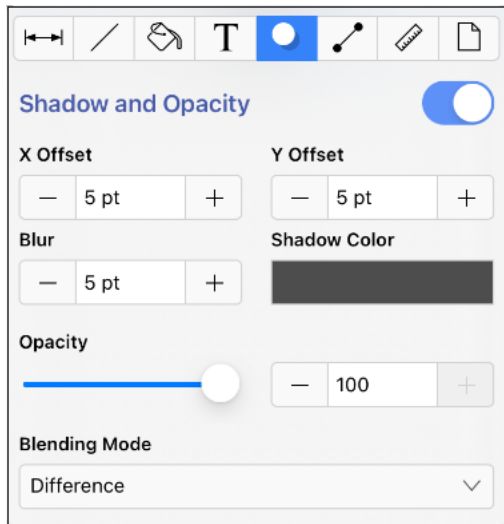 T
Shadow and Opacity
X Offset Y Offset
5 pt 5 pt
Blur Shadow Color
5 pt
Opacity
100
Blending Mode
Difference